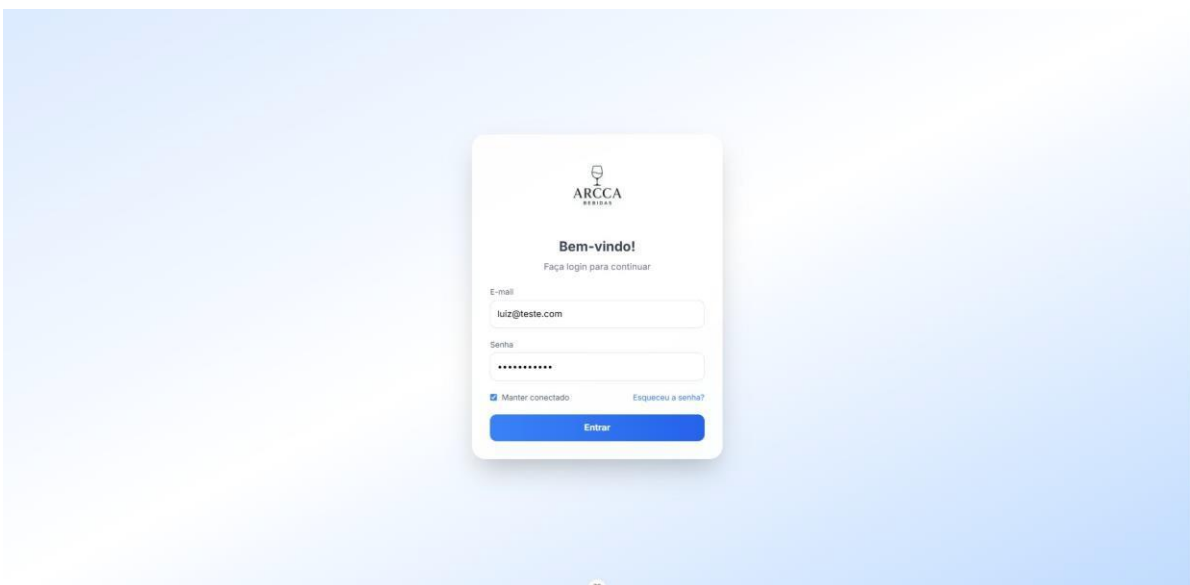 ARCCA
BEBIDAS
Bem-vindo!
Faça login para continuar
E-mail
luiz@teste.com
Senha
•••••••••••
Manter conectado
Esqueceu a senha?
Entrar